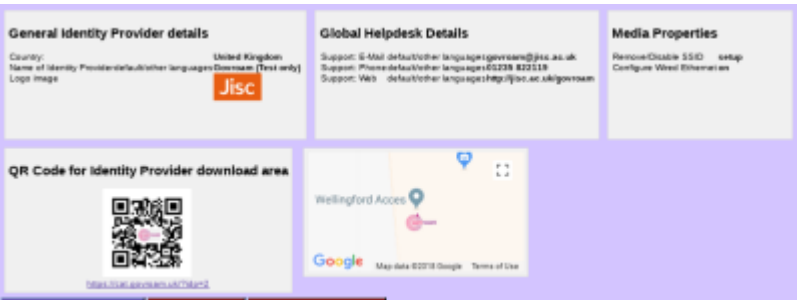 General Identity Provider details
Country: United Kingdom
Name of Identity Provider default/other languages Govroam (Test only)
Logo image
Jisc
Global Helpdesk Details
Support: E-Mail default/other languages govroam@jisc.ac.uk
Support: Phone default/other languages 01235 822115
Support: Web default/other languages http://jisc.ac.uk/govroam
Media Properties
Remove/Disable SSID setup
Configure Wired Ethernet on
QR Code for Identity Provider download area
Wellingford Acces
Google
Map data ©2018 Google Terms of Use